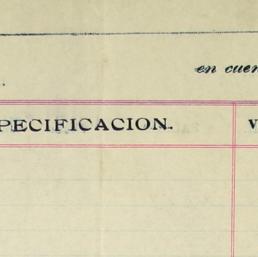 en cuen
.
PECIFICACION. V